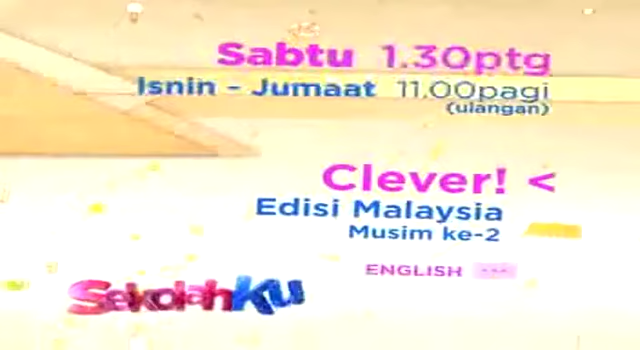 Sabtu 1.30ptg
Isnin - Jumaat 11.00pagi
(ulangan)
Clever! <
Edisi Malaysia
Musim ke-2
ENGLISH
SekolahKu